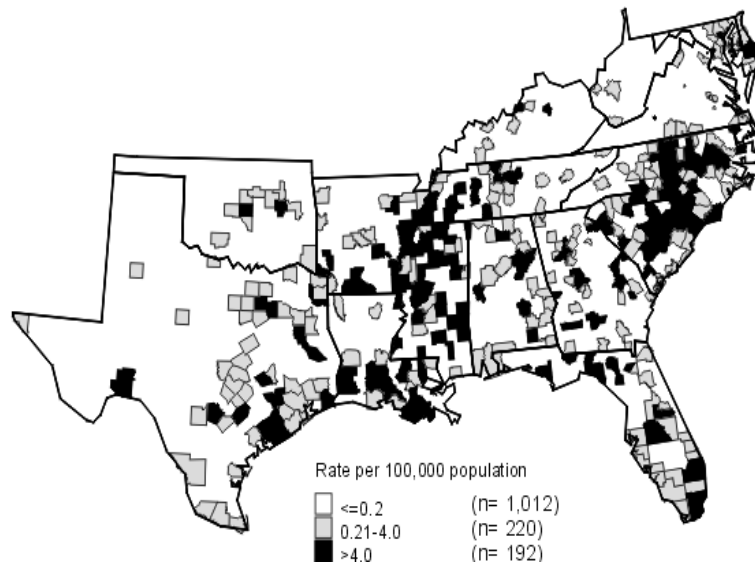 Rate per 100,000 population
<=0.2 (n= 1,012)
0.21-4.0 (n= 220)
>4.0 (n= 192)